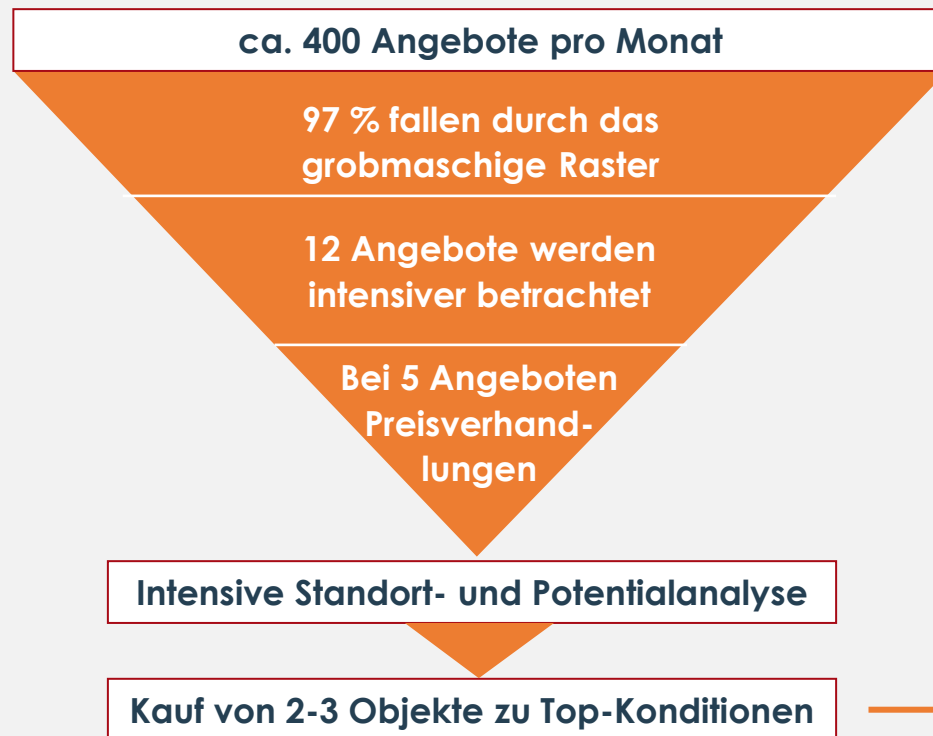 ca. 400 Angebote pro Monat
97 % fallen durch das
grobmaschige Raster
12 Angebote werden
intensiver betrachtet
Bei 5 Angeboten
Preisverhand-
lungen
Intensive Standort- und Potentialanalyse
Kauf von 2-3 Objekte zu Top-Konditionen